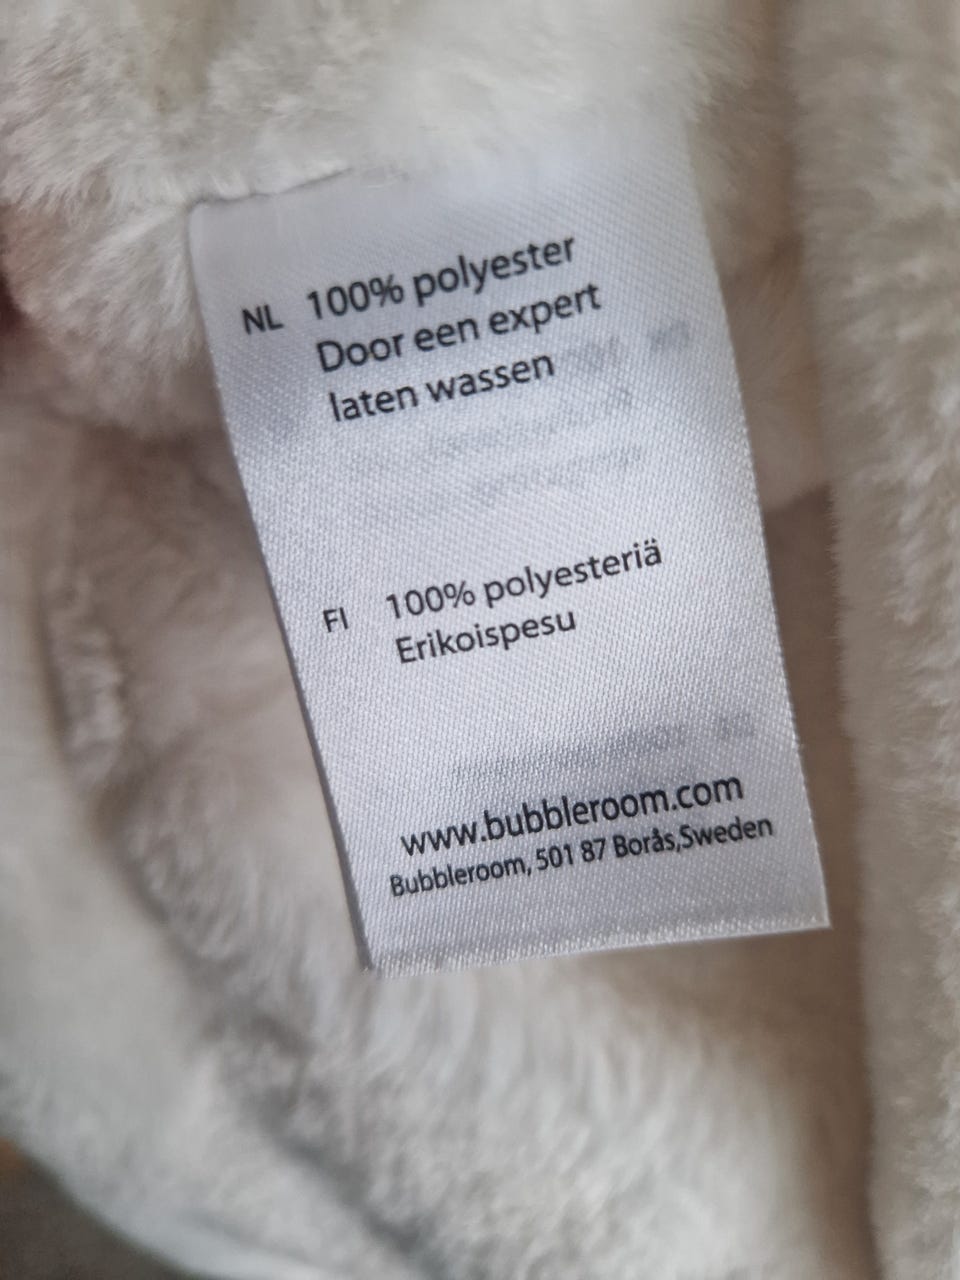 NL 100% polyester
Door een expert
laten wassen
FI 100% polyesteriä
Erikoispesu
www.bubbleroom.com
Bubbleroom, 501 87 Borås,Sweden